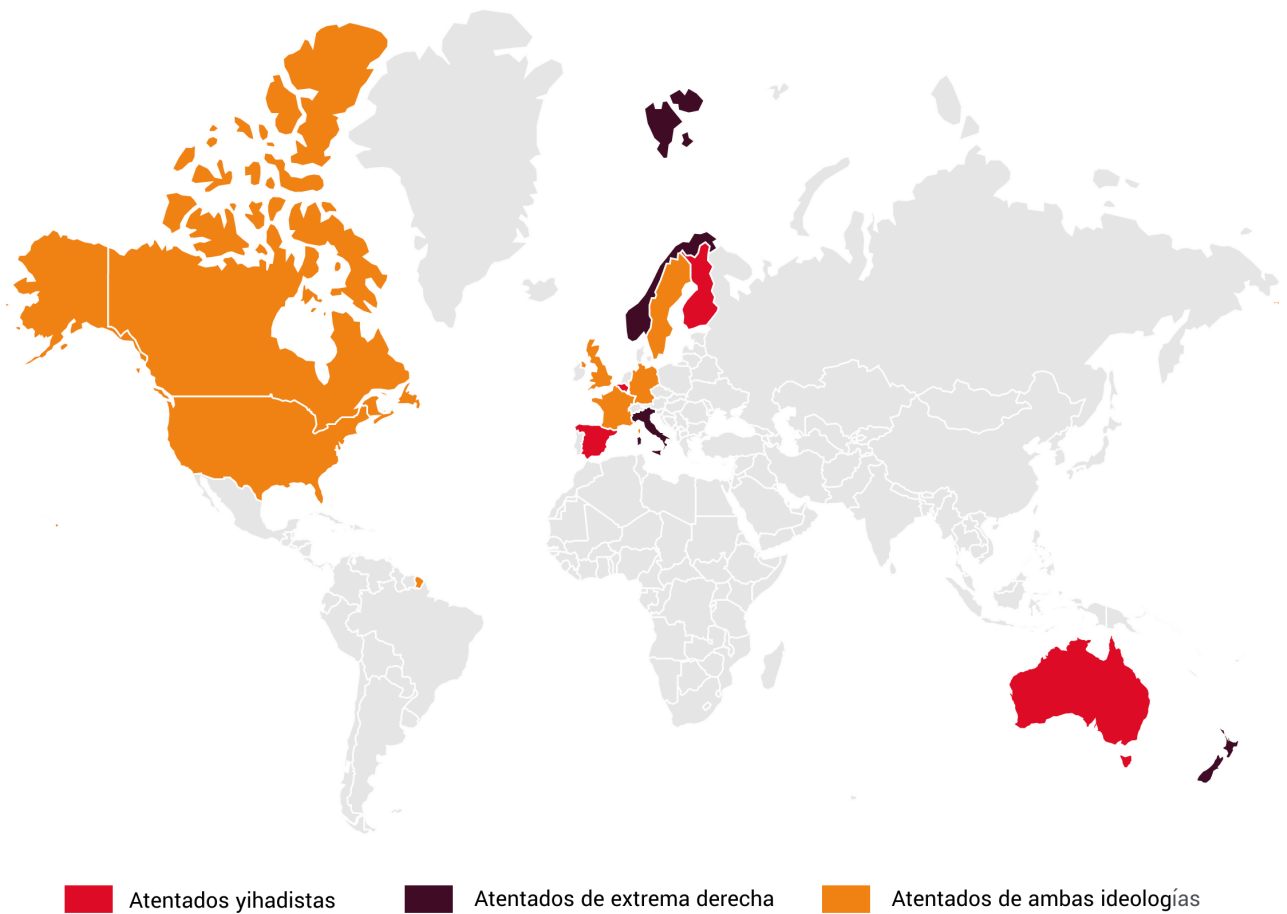 Atentados yihadistas
Atentados de extrema derecha
Atentados de ambas ideologías